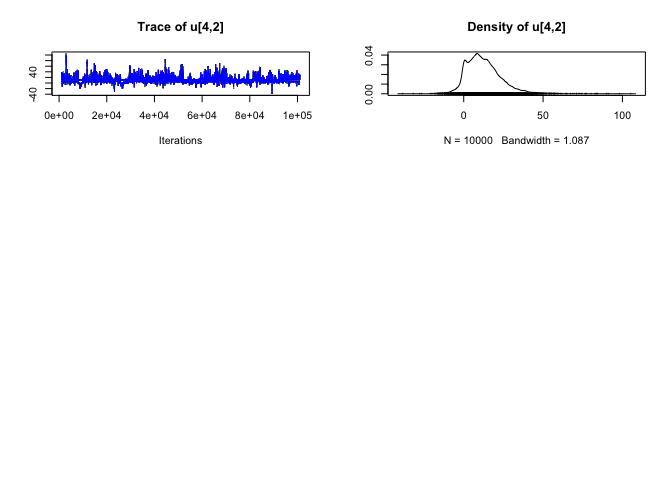 Trace of u[4,2]
40
-40
0e+00 2e+04 4e+04 6e+04 8e+04 1e+05
Iterations
Density of u[4,2]
0.04
0.00
0 50 100
N = 10000 Bandwidth = 1.087